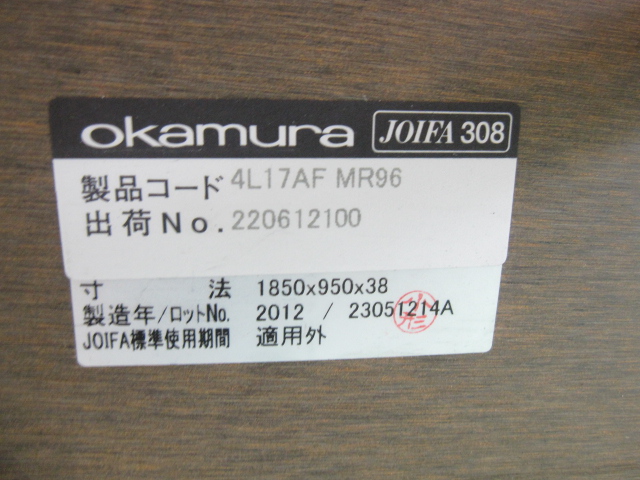 okamura JOIFA 308
製品コード 4L17AF MR96
出荷No. 220612100
寸 法 1850x950x38
製造年/ロットNo. 2012 / 23051214A
JOIFA標準使用期間 適用外